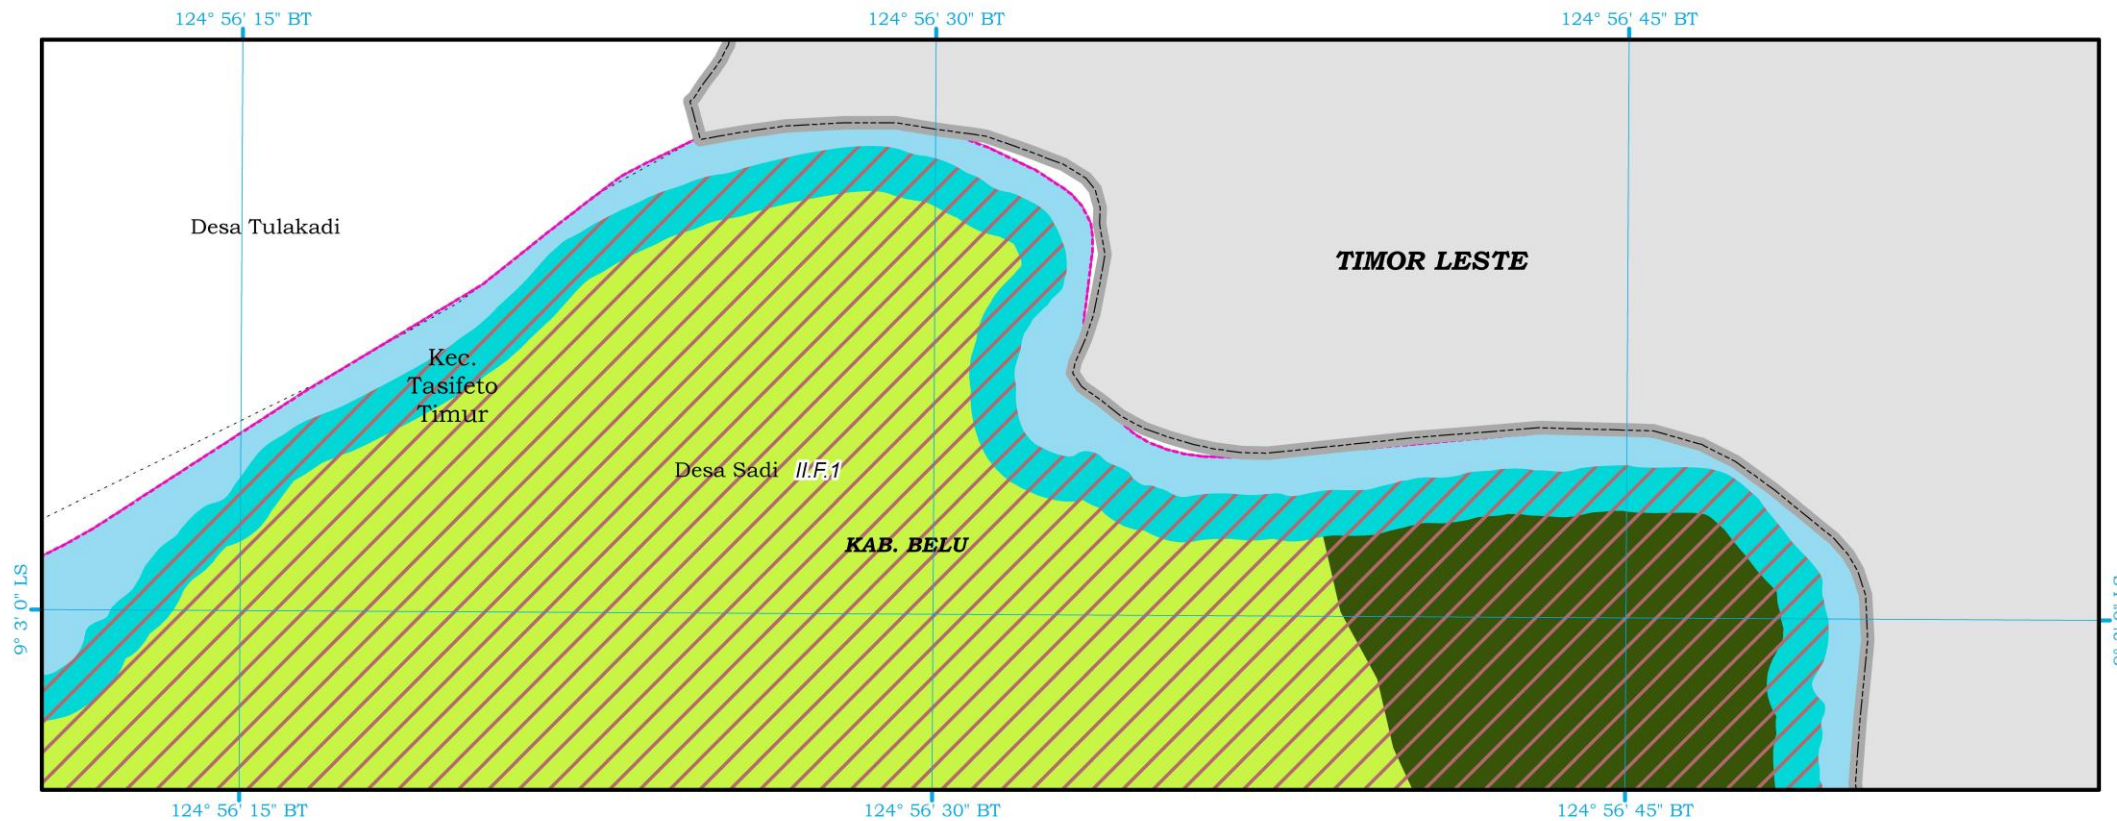 124° 56' 15" BT
124° 56' 30" BT
124° 56' 45" BT
Desa Tulakadi
TIMOR LESTE
Kec.
Tasifeto
Timur
Desa Sadi II.F.1
KAB. BELU
9° 3' 0" LS
124° 56' 15" BT
124° 56' 30" BT
124° 56' 45" BT